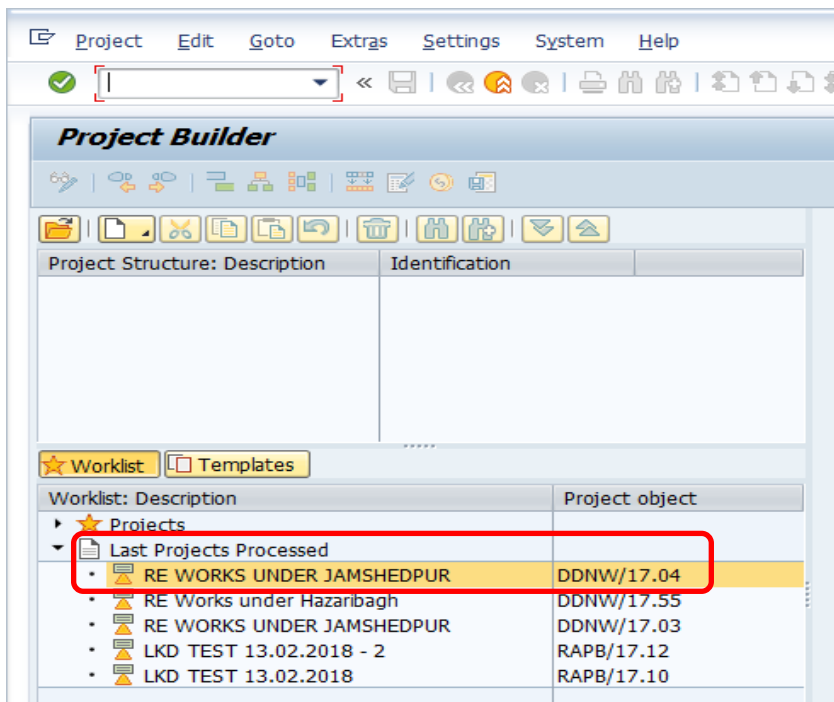 Project Edit Goto Extras Settings System Help
«
Project Builder
Project Structure: Description Identification
Worklist Templates
Worklist: Description Project object
Projects
Last Projects Processed
RE WORKS UNDER JAMSHEDPUR DDNW/17.04
RE Works under Hazaribagh DDNW/17.55
RE WORKS UNDER JAMSHEDPUR DDNW/17.03
LKD TEST 13.02.2018 - 2 RAPB/17.12
LKD TEST 13.02.2018 RAPB/17.10